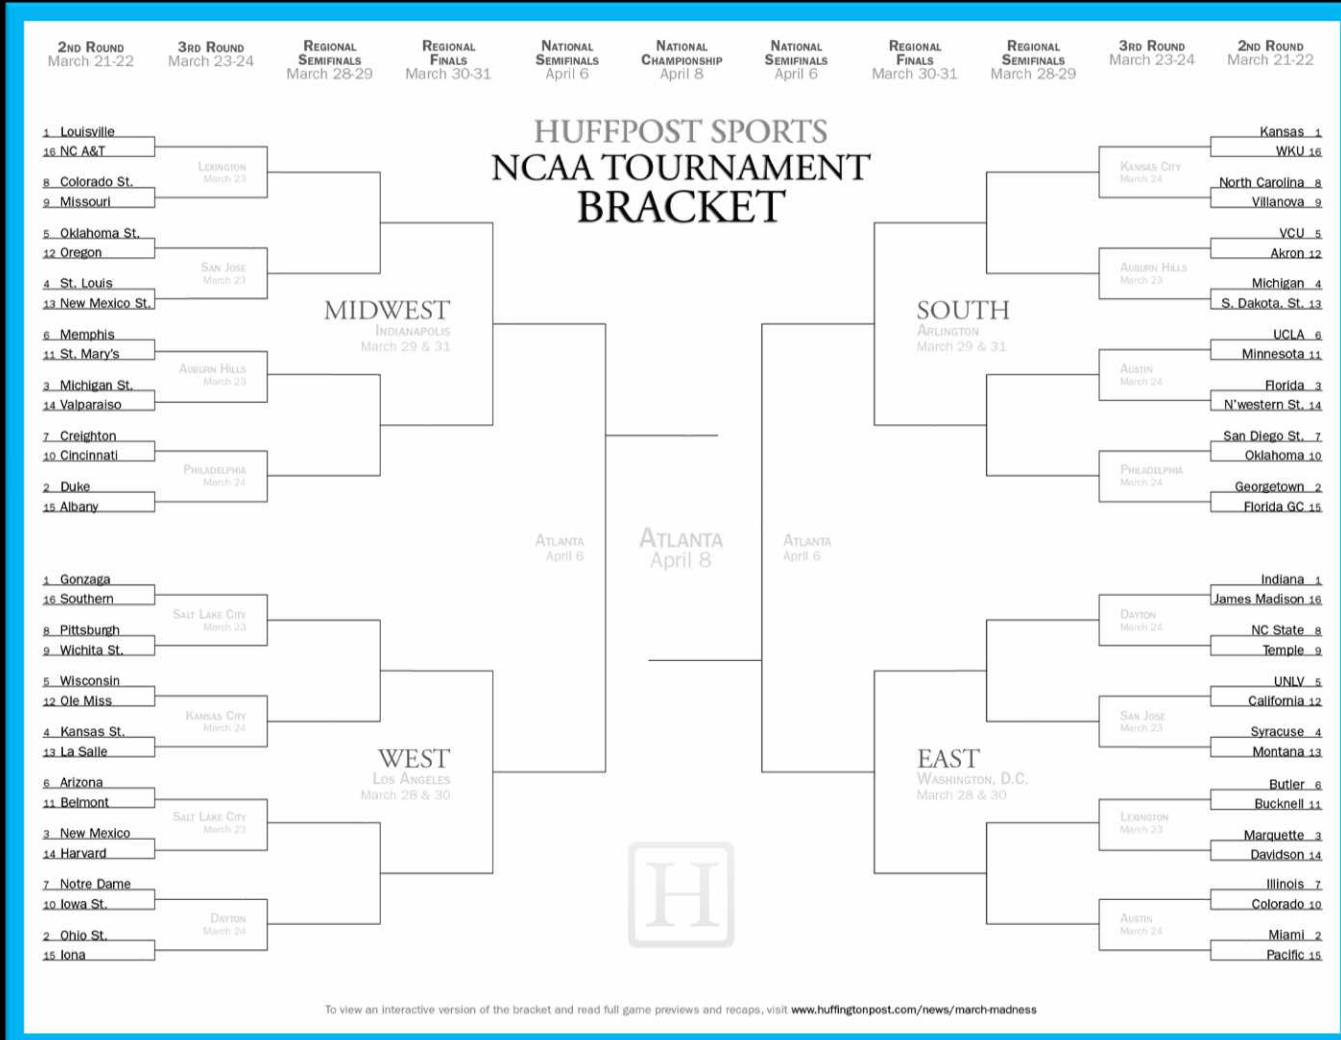 2ND ROUND
March 21-22
3RD ROUND
March 23-24
REGIONAL
SEMIFINALS
March 28-29
REGIONAL
FINALS
March 30-31
NATIONAL
SEMIFINALS
April 6
NATIONAL
CHAMPIONSHIP
April 8
NATIONAL
SEMIFINALS
April 6
REGIONAL
FINALS
March 30-31
REGIONAL
SEMIFINALS
March 28-29
3RD ROUND
March 23-24
2ND ROUND
March 21-22
HUFFPOST SPORTS
NCAA TOURNAMENT
BRACKET
1 Louisville
16 NC A&T
8 Colorado St.
9 Missouri
5 Oklahoma St.
12 Oregon
4 St. Louis
13 New Mexico St.
6 Memphis
11 St. Mary's
3 Michigan St.
14 Valparaiso
7 Creighton
10 Cincinnati
2 Duke
15 Albany
LEXINGTON
March 23
SAN JOSE
March 23
AUBURN HILLS
March 23
PHILADELPHIA
March 24
MIDWEST
INDIANAPOLIS
March 29 & 31
1 Gonzaga
16 Southern
8 Pittsburgh
9 Wichita St.
5 Wisconsin
12 Ole Miss
4 Kansas St.
13 La Salle
6 Arizona
11 Belmont
3 New Mexico
14 Harvard
7 Notre Dame
10 Iowa St.
2 Ohio St.
15 Iona
SALT LAKE CITY
March 23
KANSAS CITY
March 24
SALT LAKE CITY
March 23
DAYTON
March 24
WEST
LOS ANGELES
March 28 & 30
ATLANTA
April 6
ATLANTA
April 8
ATLANTA
April 6
SOUTH
ARLINGTON
March 29 & 31
KANSAS CITY
March 24
AUBURN HILLS
March 23
AUSTIN
March 24
PHILADELPHIA
March 24
Kansas 1
WKU 16
North Carolina 8
Villanova 9
VCU 5
Akron 12
Michigan 4
S. Dakota. St. 13
UCLA 6
Minnesota 11
Florida 3
N'western St. 14
San Diego St. 7
Oklahoma 10
Georgetown 2
Florida GC 15
EAST
WASHINGTON, D.C.
March 28 & 30
DAYTON
March 24
SAN JOSE
March 23
LEXINGTON
March 23
AUSTIN
March 24
Indiana 1
James Madison 16
NC State 8
Temple 9
UNLV 5
California 12
Syracuse 4
Montana 13
Butler 6
Bucknell 11
Marquette 3
Davidson 14
Illinois 7
Colorado 10
Miami 2
Pacific 15
H
To view an interactive version of the bracket and read full game previews and recaps, visit www.huffingtonpost.com/news/march-madness